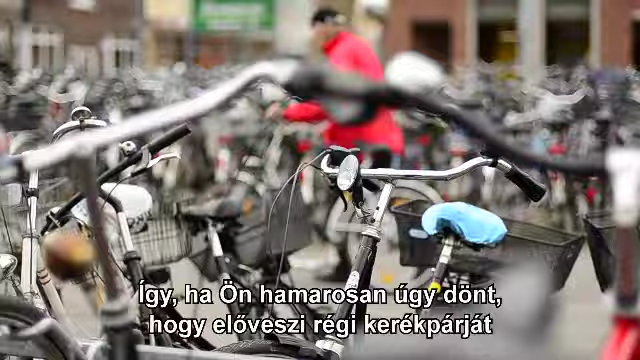 Így, ha Ön hamarosan úgy dönt,
hogy előveszi régi kerékpárját